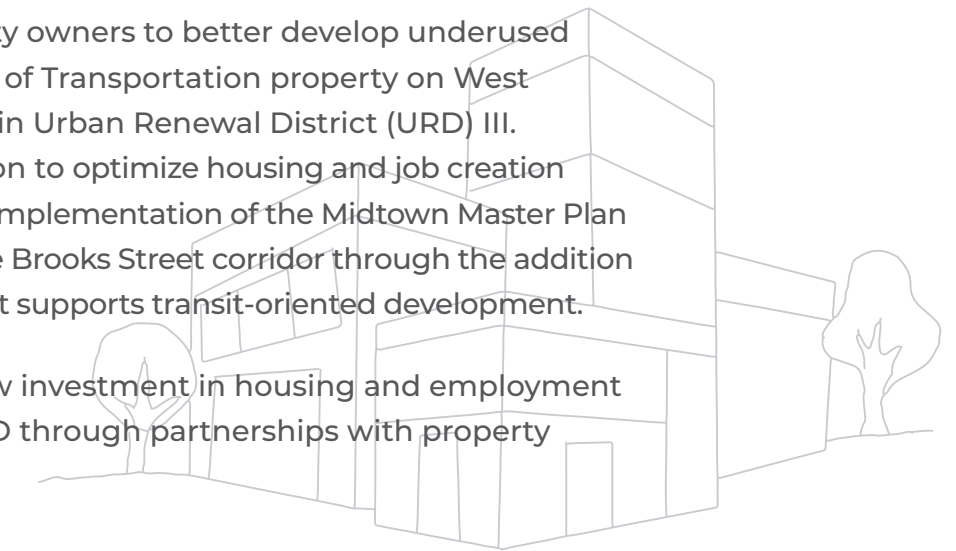 y owners to better develop underused
of Transportation property on West
in Urban Renewal District (URD) III.
on to optimize housing and job creation
mplementation of the Midtown Master Plan
e Brooks Street corridor through the addition
t supports transit-oriented development.
w investment in housing and employment
D through partnerships with property